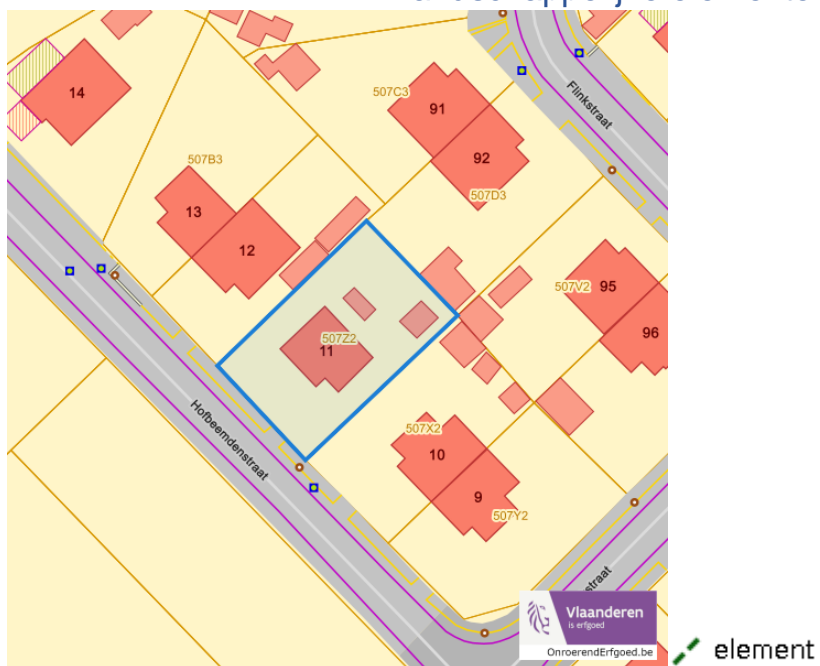 14
507C3
91
92
Flinkstraat
507D3
507B3
13
12
507V2
95
96
507Z2
11
Hofbeemdenstraat
507X2
10
9
507Y2
straat
Vlaanderen
is erfgoed
OnroerendErfgoed.be
element